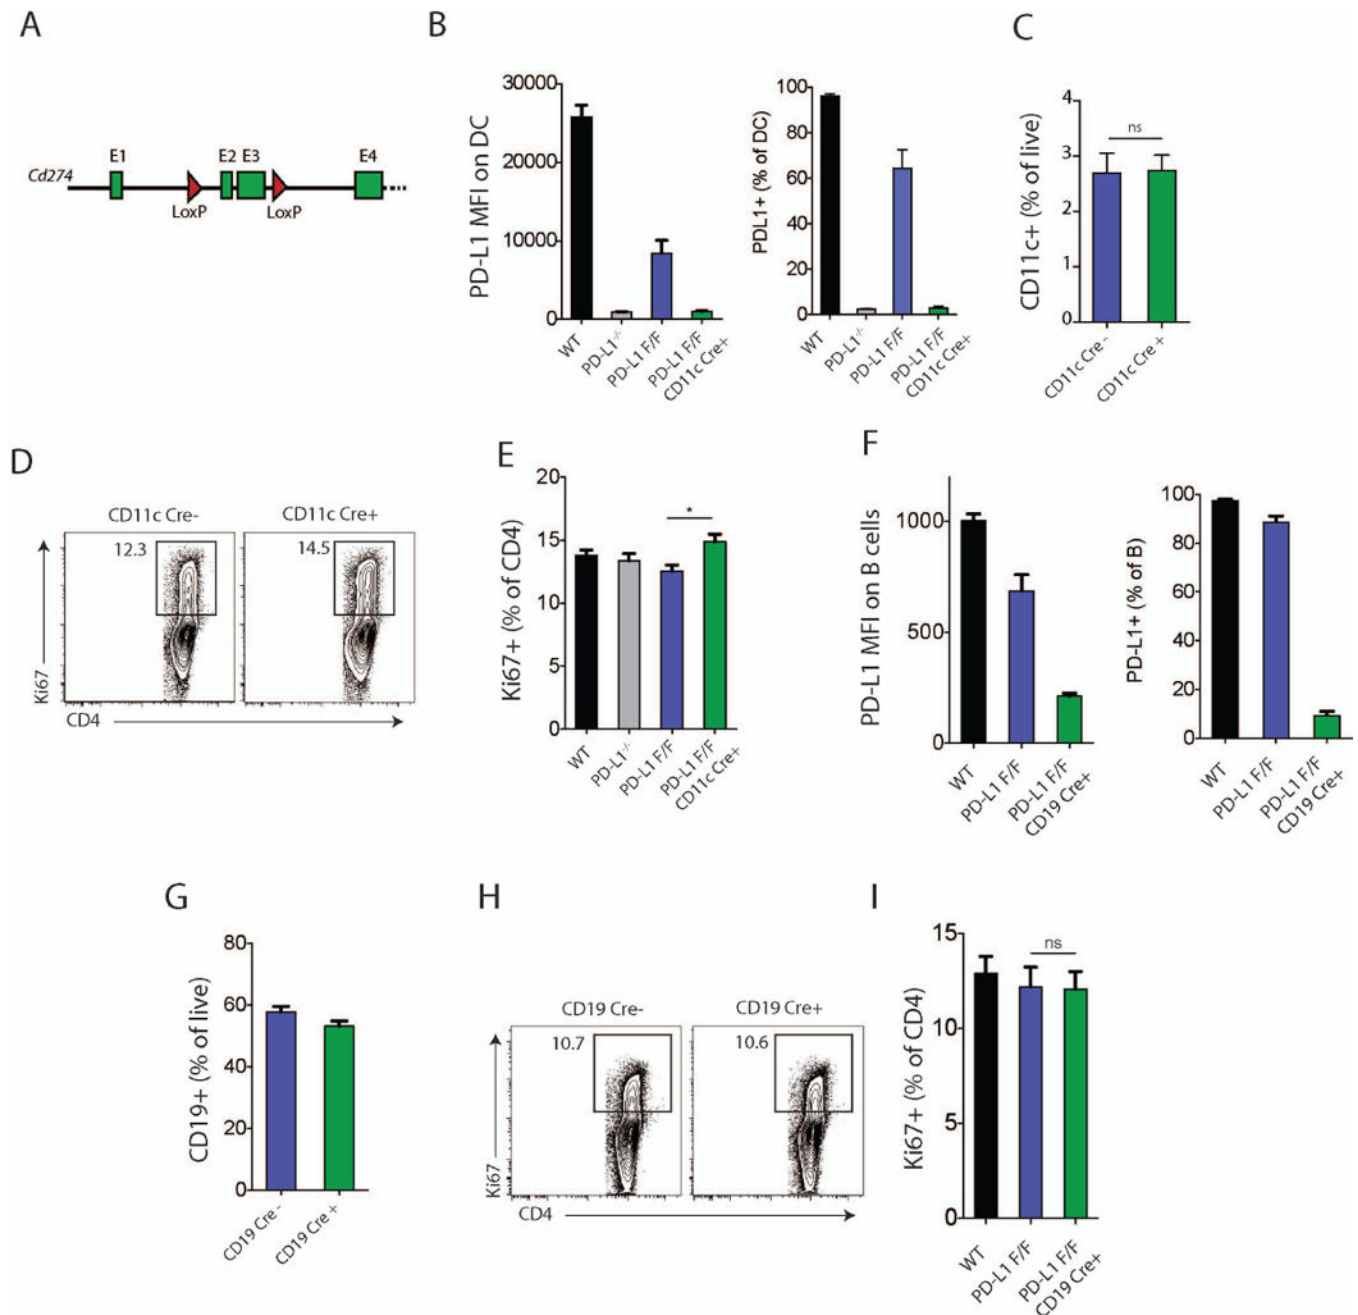 A
Cd274
E1
E2 E3
E4
LoxP
LoxP
B
PD-L1 MFI on DC
30000
20000
10000
0
WT
PD-L1-/-
PD-L1 F/F
PD-L1 F/F
CD11c Cre+
PDL1+ (% of DC)
100
80
60
40
20
0
WT
PD-L1-/-
PD-L1 F/F
PD-L1 F/F
CD11c Cre+
C
CD11c+ (% of live)
4
3
2
1
0
ns
CD11c Cre-
CD11c Cre+
D
CD11c Cre-
CD11c Cre+
12.3
14.5
Ki67
CD4
E
Ki67+ (% of CD4)
20
15
10
5
0
*
WT
PD-L1-/-
PD-L1 F/F
PD-L1 F/F
CD11c Cre+
F
PD-L1 MFI on B cells
1000
500
0
WT
PD-L1 F/F
PD-L1 F/F
CD19 Cre+
PD-L1+ (% of B)
100
80
60
40
20
0
WT
PD-L1 F/F
PD-L1 F/F
CD19 Cre+
G
CD19+ (% of live)
80
60
40
20
0
CD19 Cre -
CD19 Cre +
H
CD19 Cre-
CD19 Cre+
10.7
10.6
Ki67
CD4
I
Ki67+ (% of CD4)
15
10
5
0
ns
WT
PD-L1 F/F
PD-L1 F/F
CD19 Cre+